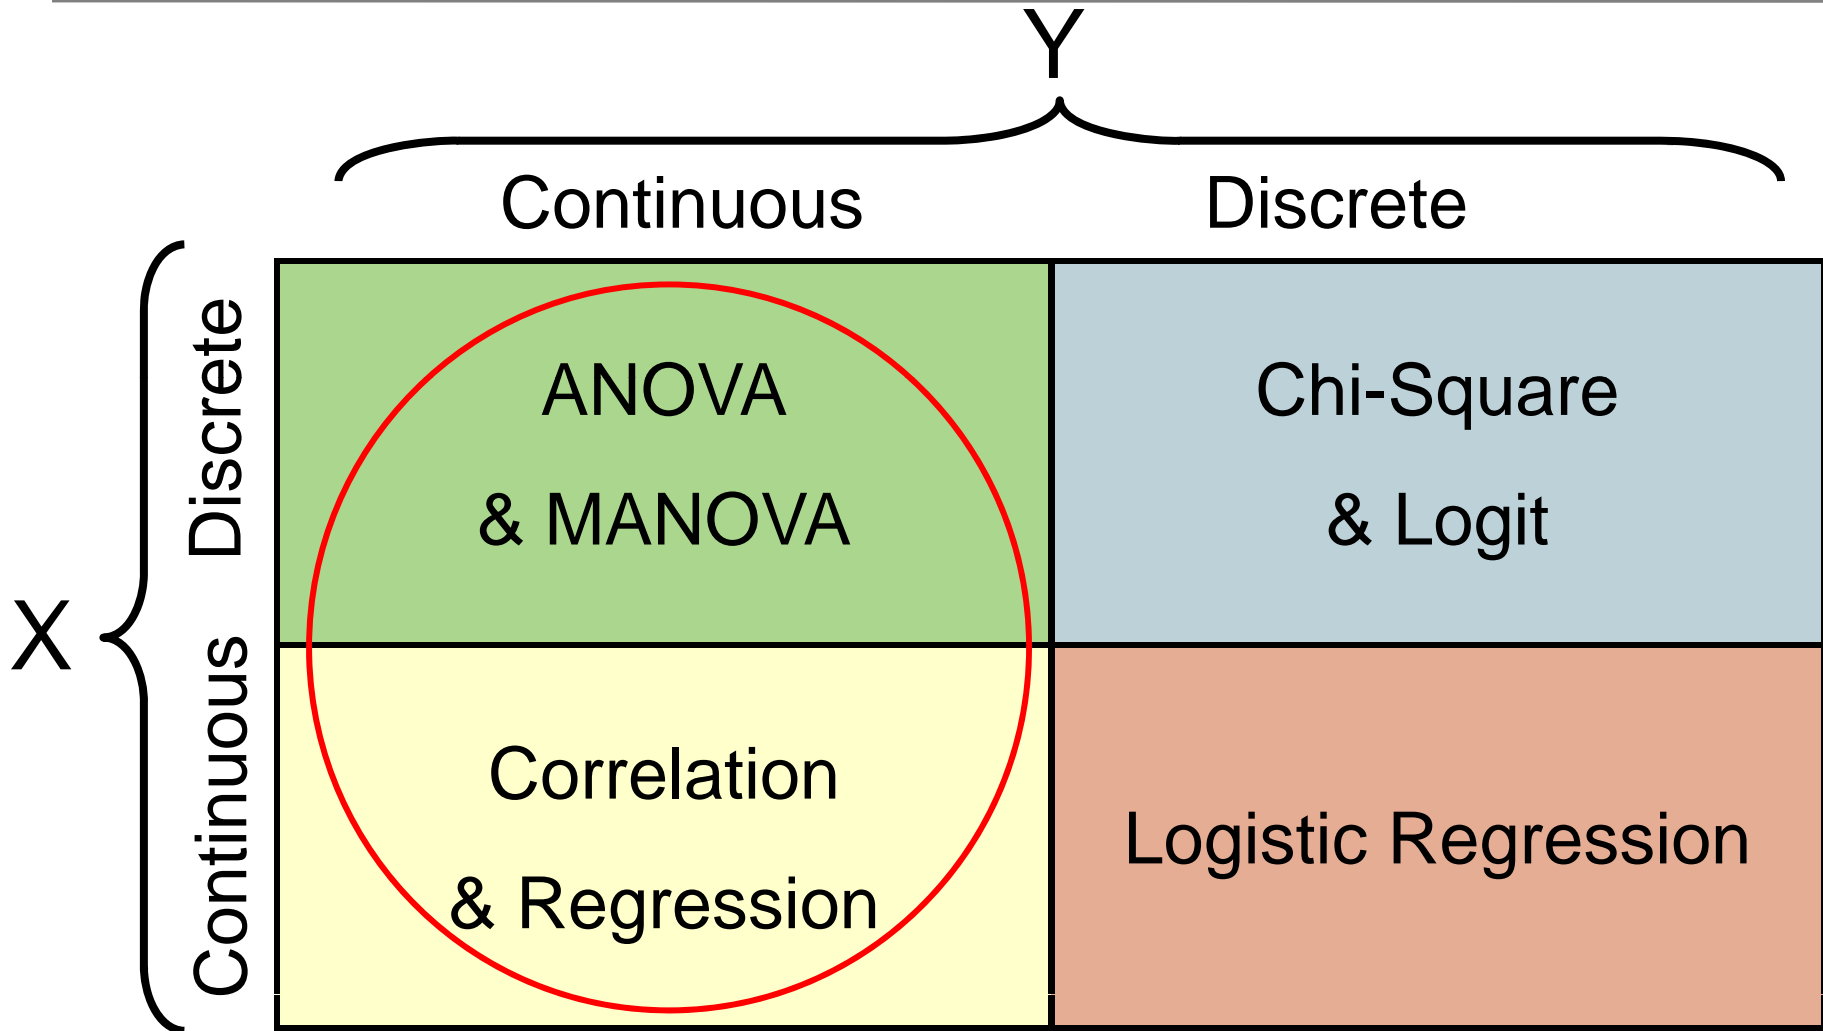 Y
Continuous
Discrete
X
Discrete
Continuous
ANOVA
& MANOVA
Chi-Square
& Logit
Correlation
& Regression
Logistic Regression